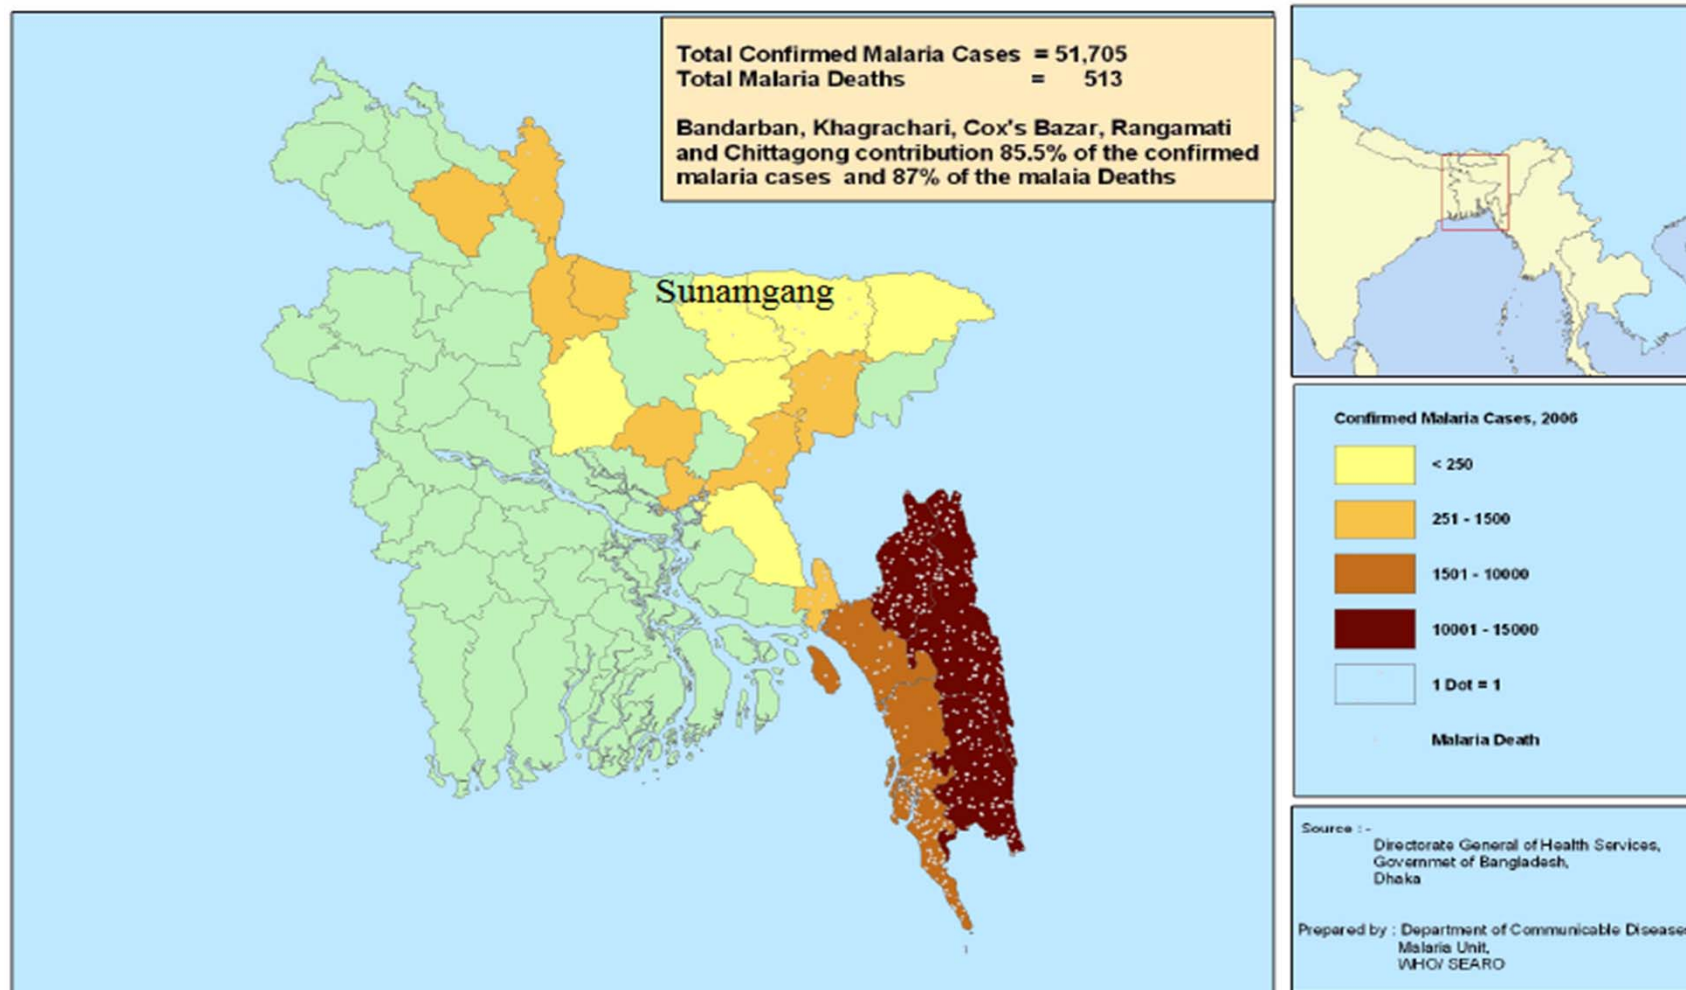 Total Confirmed Malaria Cases = 51,705
Total Malaria Deaths = 513
Bandarban, Khagrachari, Cox's Bazar, Rangamati
and Chittagong contribution 85.5% of the confirmed
malaria cases and 87% of the malaia Deaths
Sunamgang
Confirmed Malaria Cases, 2006
< 250
251 - 1500
1501 - 10000
10001 - 15000
1 Dot = 1
Malaria Death
Source : -
Directorate General of Health Services,
Governmet of Bangladesh,
Dhaka
Prepared by : Department of Communicable Diseases
Malaria Unit,
WHO/ SEARO